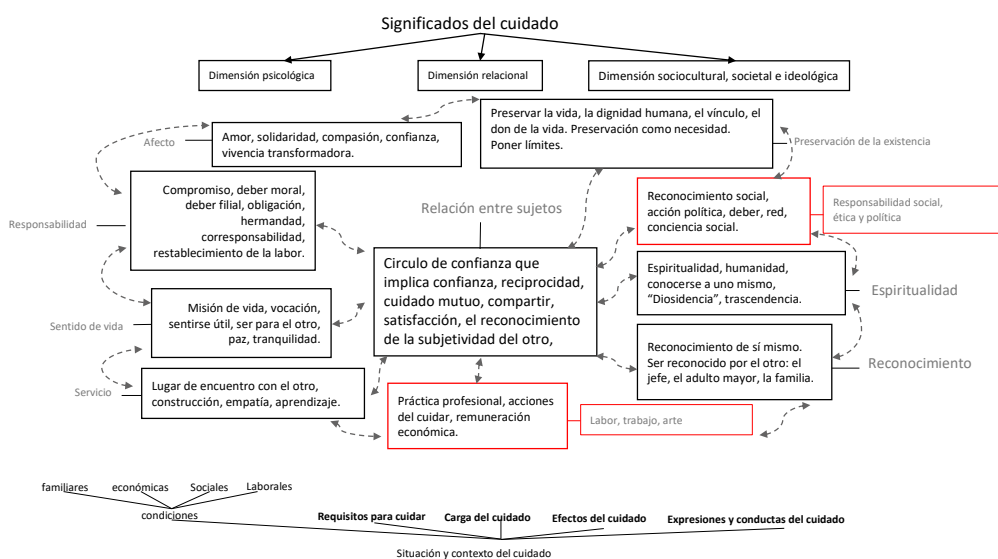 Significados del cuidado
Dimensión psicológica
Dimensión relacional
Dimensión sociocultural, societal e ideológica
Afecto
Amor, solidaridad, compasión, confianza,
vivencia transformadora.
Preservar la vida, la dignidad humana, el vínculo, el
don de la vida. Preservación como necesidad.
Poner límites.
Preservación de la existencia
Responsabilidad
Compromiso, deber moral,
deber filial, obligación,
hermandad,
corresponsabilidad,
restablecimiento de la labor.
Relación entre sujetos
Circulo de confianza que
implica confianza, reciprocidad,
cuidado mutuo, compartir,
satisfacción, el reconocimiento
de la subjetividad del otro,
Reconocimiento social,
acción política, deber, red,
conciencia social.
Responsabilidad social,
ética y política
Espiritualidad, humanidad,
conocerse a uno mismo,
“Diosidencia”, trascendencia.
Espiritualidad
Sentido de vida
Misión de vida, vocación,
sentirse útil, ser para el otro,
paz, tranquilidad.
Reconocimiento de sí mismo.
Ser reconocido por el otro: el
jefe, el adulto mayor, la familia.
Reconocimiento
Servicio
Lugar de encuentro con el otro,
construcción, empatía, aprendizaje.
Práctica profesional, acciones
del cuidar, remuneración
económica.
Labor, trabajo, arte
familiares
económicas
Sociales
Laborales
condiciones
Requisitos para cuidar
Carga del cuidado
Efectos del cuidado
Expresiones y conductas del cuidado
Situación y contexto del cuidado